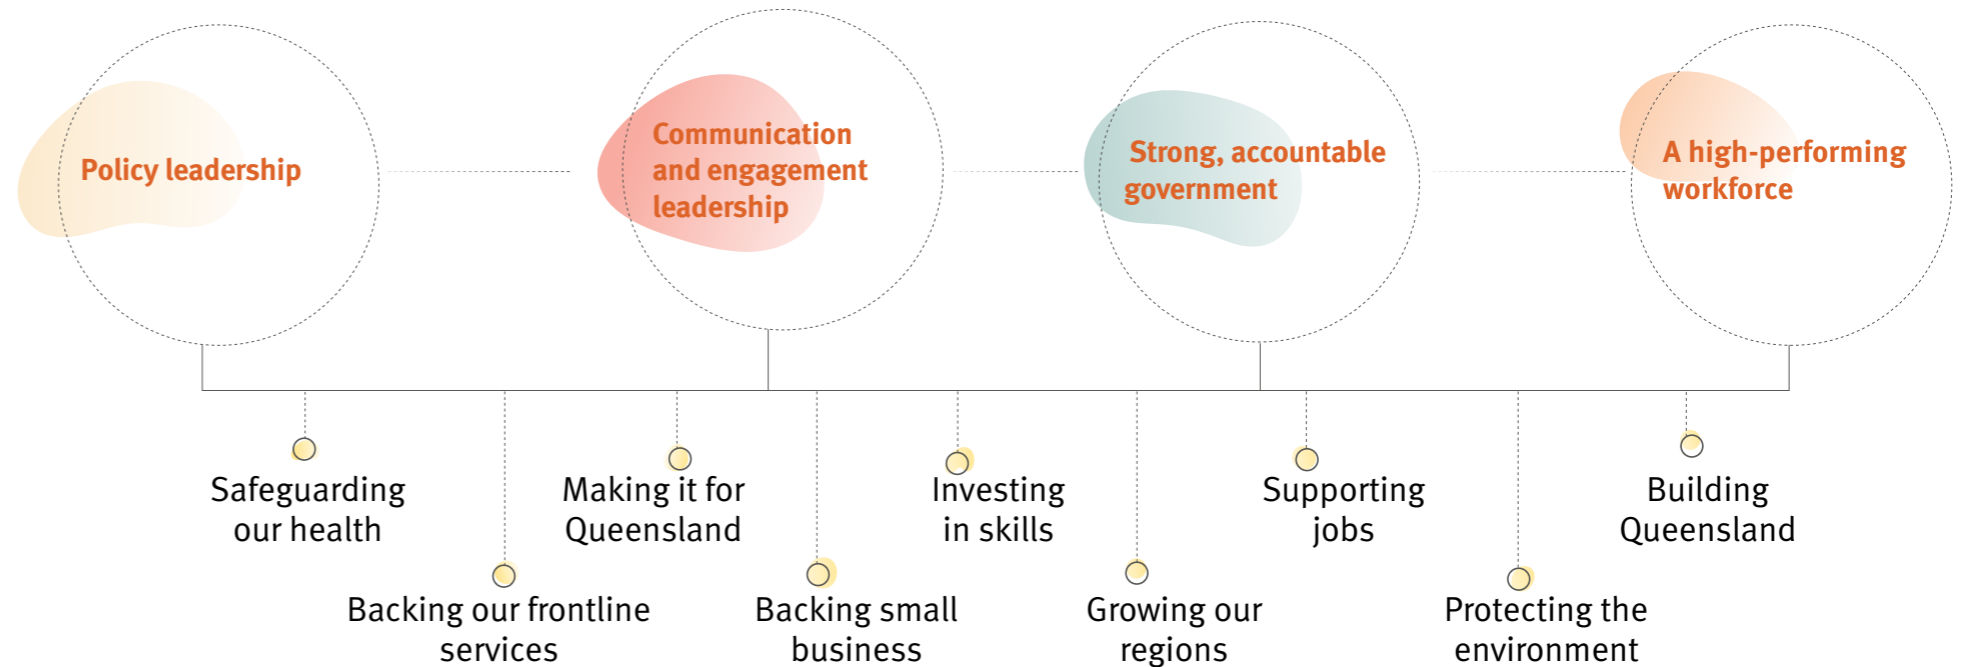 Policy leadership
Communication
and engagement
leadership
Strong, accountable
government
A high-performing
workforce
Safeguarding
our health
Backing our frontline
services
Making it for
Queensland
Backing small
business
Investing
in skills
Growing our
regions
Supporting
jobs
Protecting the
environment
Building
Queensland